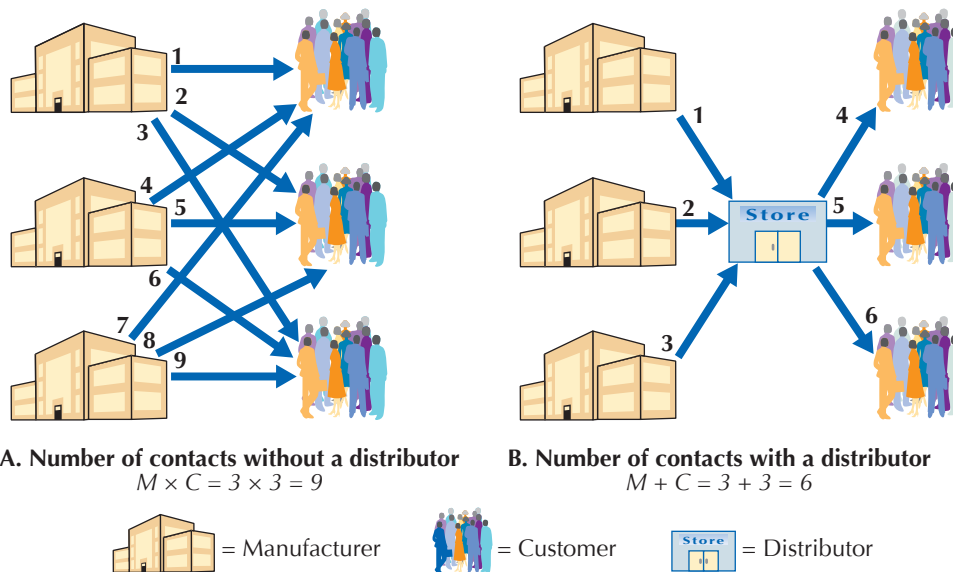 1
2
3
4
5
6
7
8
9
1
2
3
4
5
6
Store
A. Number of contacts without a distributor
M × C = 3 × 3 = 9
B. Number of contacts with a distributor
M + C = 3 + 3 = 6
= Manufacturer
= Customer
Store
= Distributor